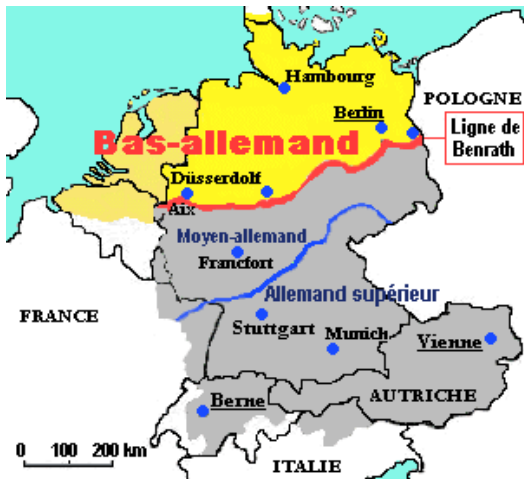 Hambourg
POLOGNE
Berlin
Ligne de
Benrath
Bas-allemand
Düsserdolf
Aix
Moyen-allemand
Francfort
Allemand supérieur
FRANCE
Stuttgart
Munich
Vienne
Berne
AUTRICHE
0 100 200 km
ITALIE